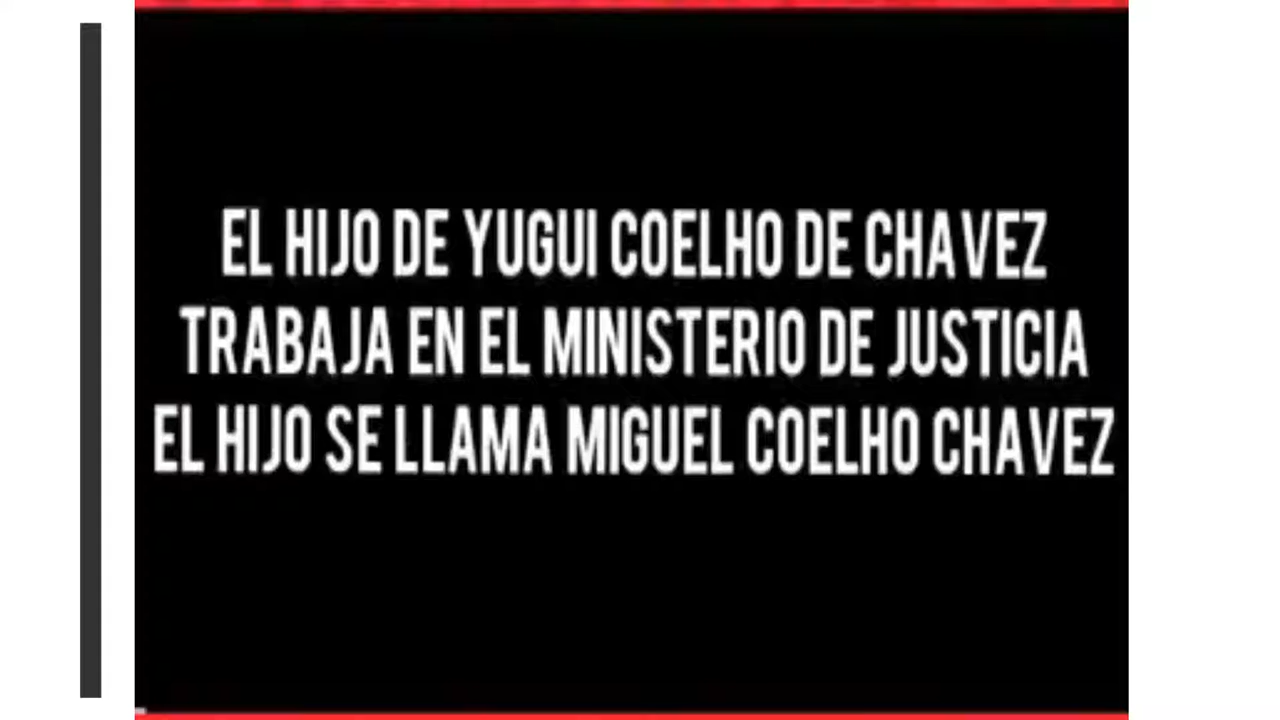 EL HIJO DE YUGUI COELHO DE CHAVEZ
TRABAJA EN EL MINISTERIO DE JUSTICIA
EL HIJO SE LLAMA MIGUEL COELHO CHAVEZ